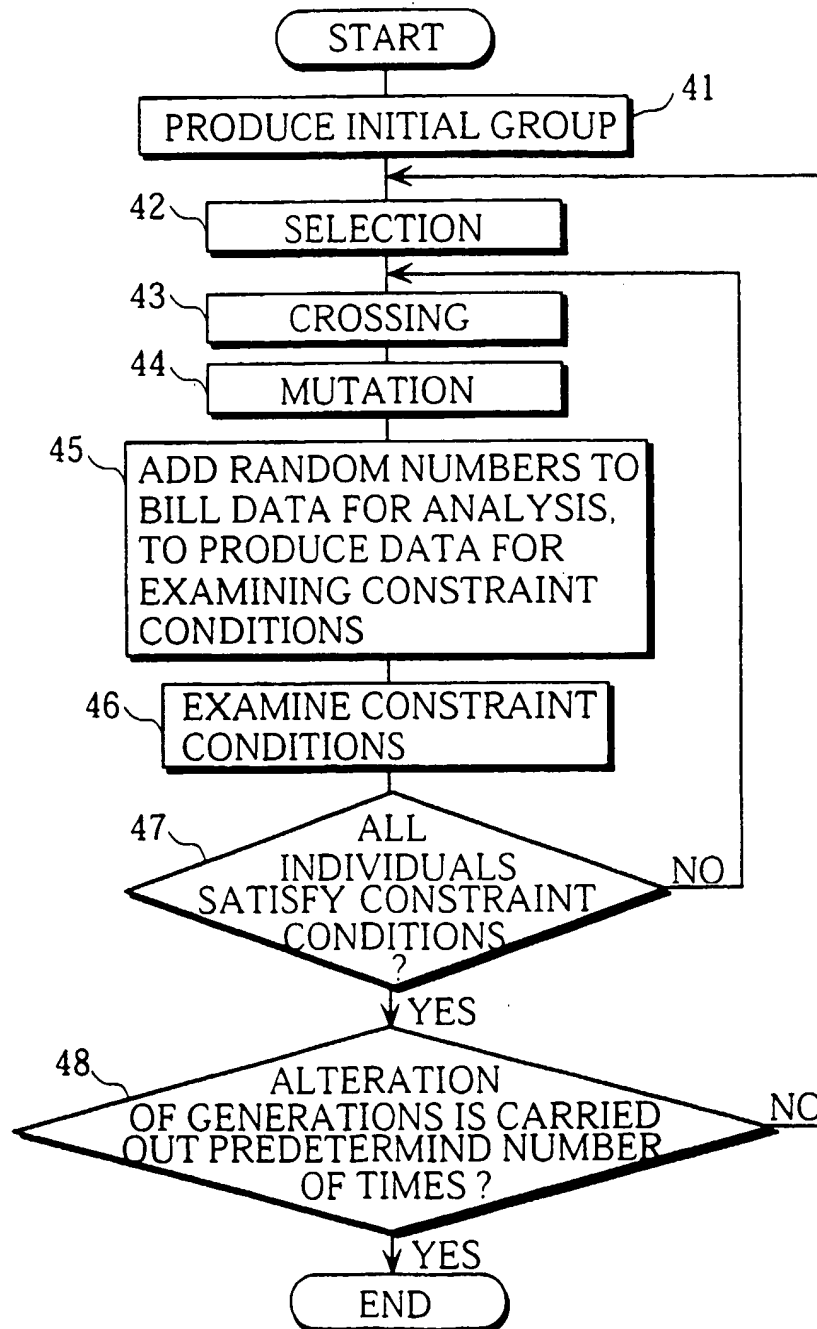 START
41
PRODUCE INITIAL GROUP
42
SELECTION
43
CROSSING
44
MUTATION
45
ADD RANDOM NUMBERS TO
BILL DATA FOR ANALYSIS,
TO PRODUCE DATA FOR
EXAMINING CONSTRAINT
CONDITIONS
46
EXAMINE CONSTRAINT
CONDITIONS
47
ALL
INDIVIDUALS
SATISFY CONSTRAINT
CONDITIONS
?
NO
YES
48
ALTERATION
OF GENERATIONS IS CARRIED
OUT PREDETERMIND NUMBER
OF TIMES ?
NO
YES
END